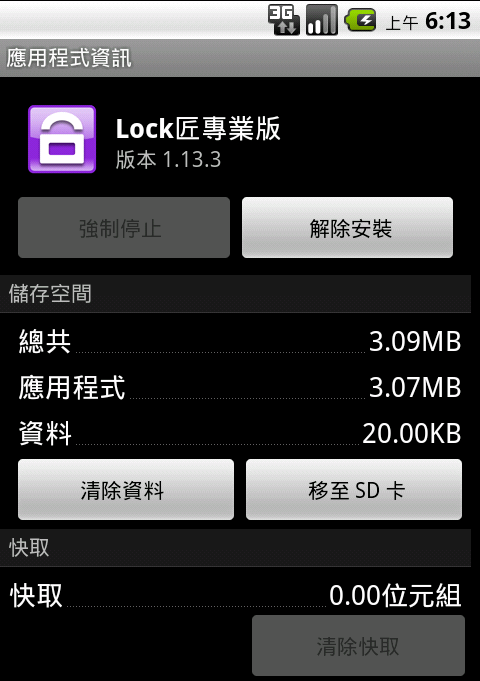 3G 上午 6:13
應用程式資訊
Lock匠專業版
版本 1.13.3
強制停止 解除安裝
儲存空間
總共 3.09MB
應用程式 3.07MB
資料 20.00KB
清除資料 移至 SD 卡
快取
快取 0.00位元組
清除快取